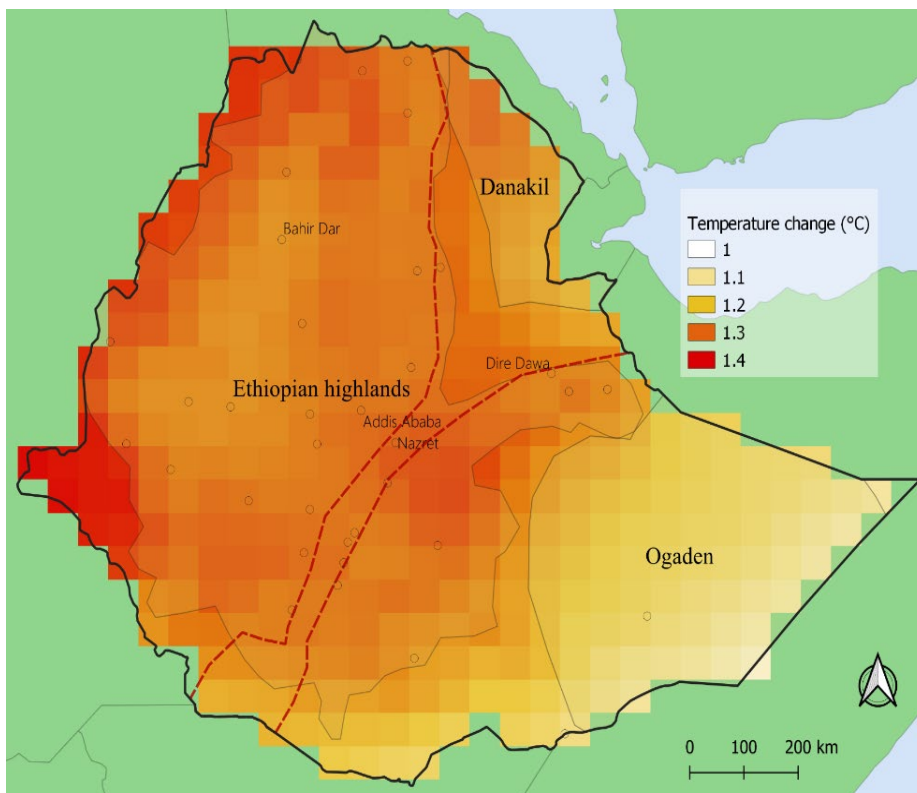 Danakil
Bahir Dar
Temperature change (°C)
1
1.1
1.2
1.3
1.4
Dire Dawa
Ethiopian highlands
Addis Ababa
Nazret
Ogaden
0 100 200 km